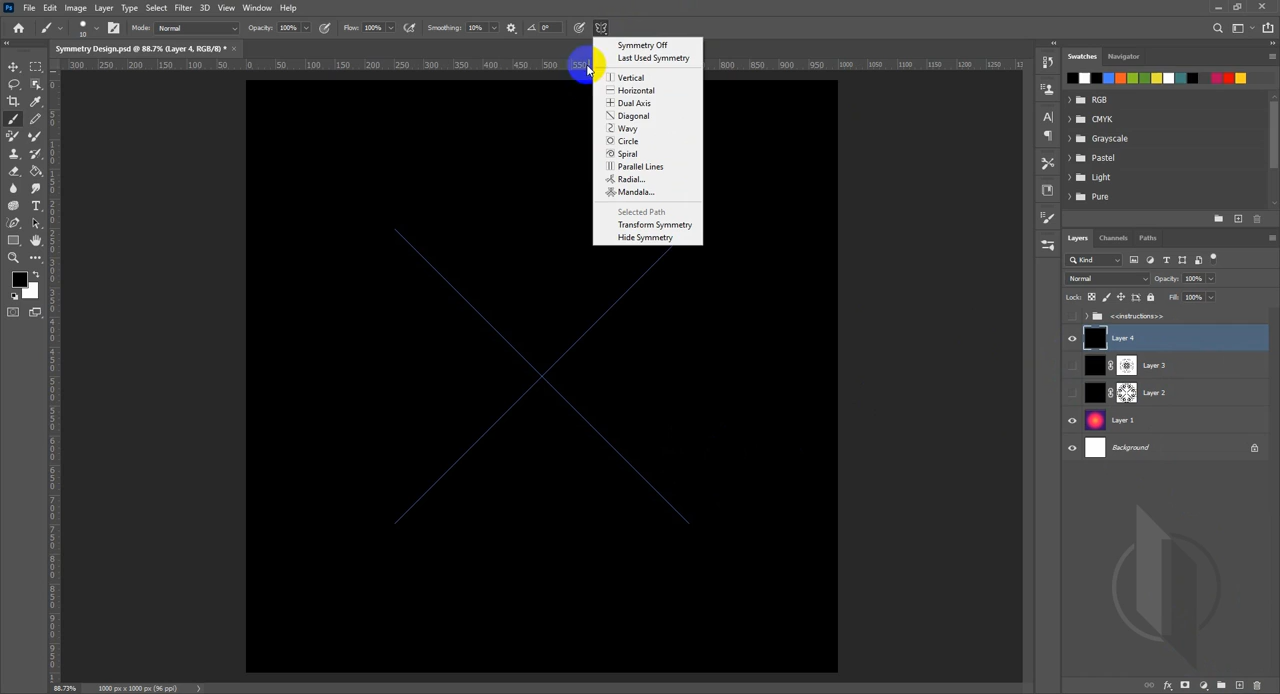 Ps File Edit Image Layer Type Select Filter 3D View Window Help
10 Mode: Normal Opacity: 100% Flow: 100% Smoothing: 10% 0°
Symmetry Design.psd @ 88.7% (Layer 4, RGB/8) * ×
300 250 200 150 100 50 0 50 100 150 200 250 300 350 400 450 500 550 800 850 900 950 1000 1050 1100 1150 1200 1250
Symmetry Off
Last Used Symmetry
Vertical
Horizontal
Dual Axis
Diagonal
Wavy
Circle
Spiral
Parallel Lines
Radial...
Mandala...
Selected Path
Transform Symmetry
Hide Symmetry
Swatches Navigator
RGB
CMYK
Grayscale
Pastel
Light
Pure
Layers Channels Paths
Kind
Normal Opacity: 100%
Lock: Fill: 100%
<<instructions>>
Layer 4
Layer 3
Layer 2
Layer 1
Background
88.73% 1000 px x 1000 px (96 ppi)